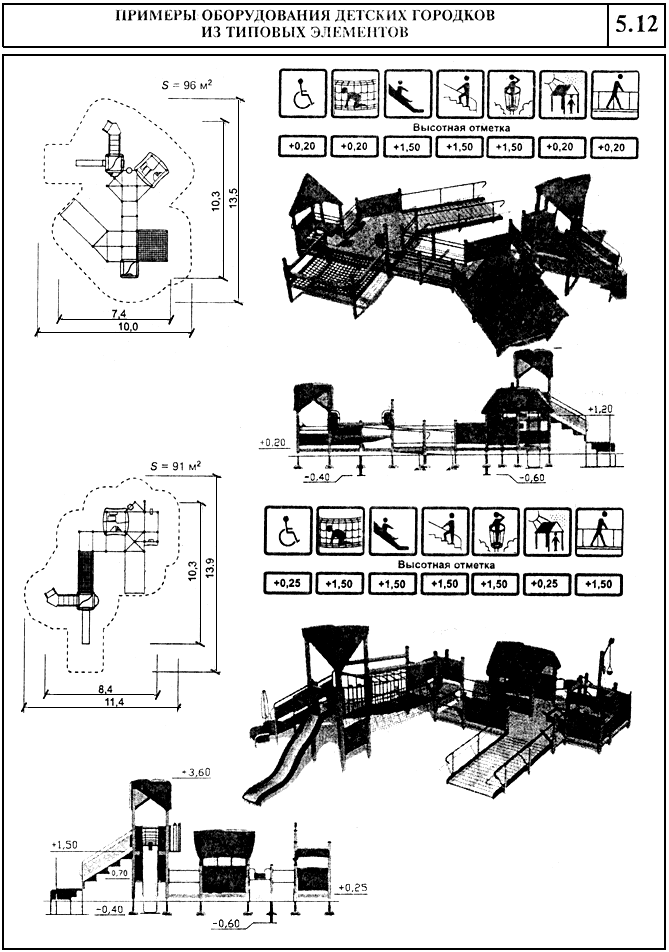 ПРИМЕРЫ ОБОРУДОВАНИЯ ДЕТСКИХ ГОРОДКОВ
ИЗ ТИПОВЫХ ЭЛЕМЕНТОВ
5.12
S = 96 м²
10,3
13,5
7,4
10,0
Высотная отметка
+0,20 +0,20 +1,50 +1,50 +1,50 +0,20 +0,20
+1,20
+0,20
-0,40
-0,60
S = 91 м²
10,3
13,9
8,4
11,4
Высотная отметка
+0,25 +1,50 +1,50 +1,50 +1,50 +0,25 +1,50
+3,60
+1,50
0,70
+0,25
-0,40
-0,60